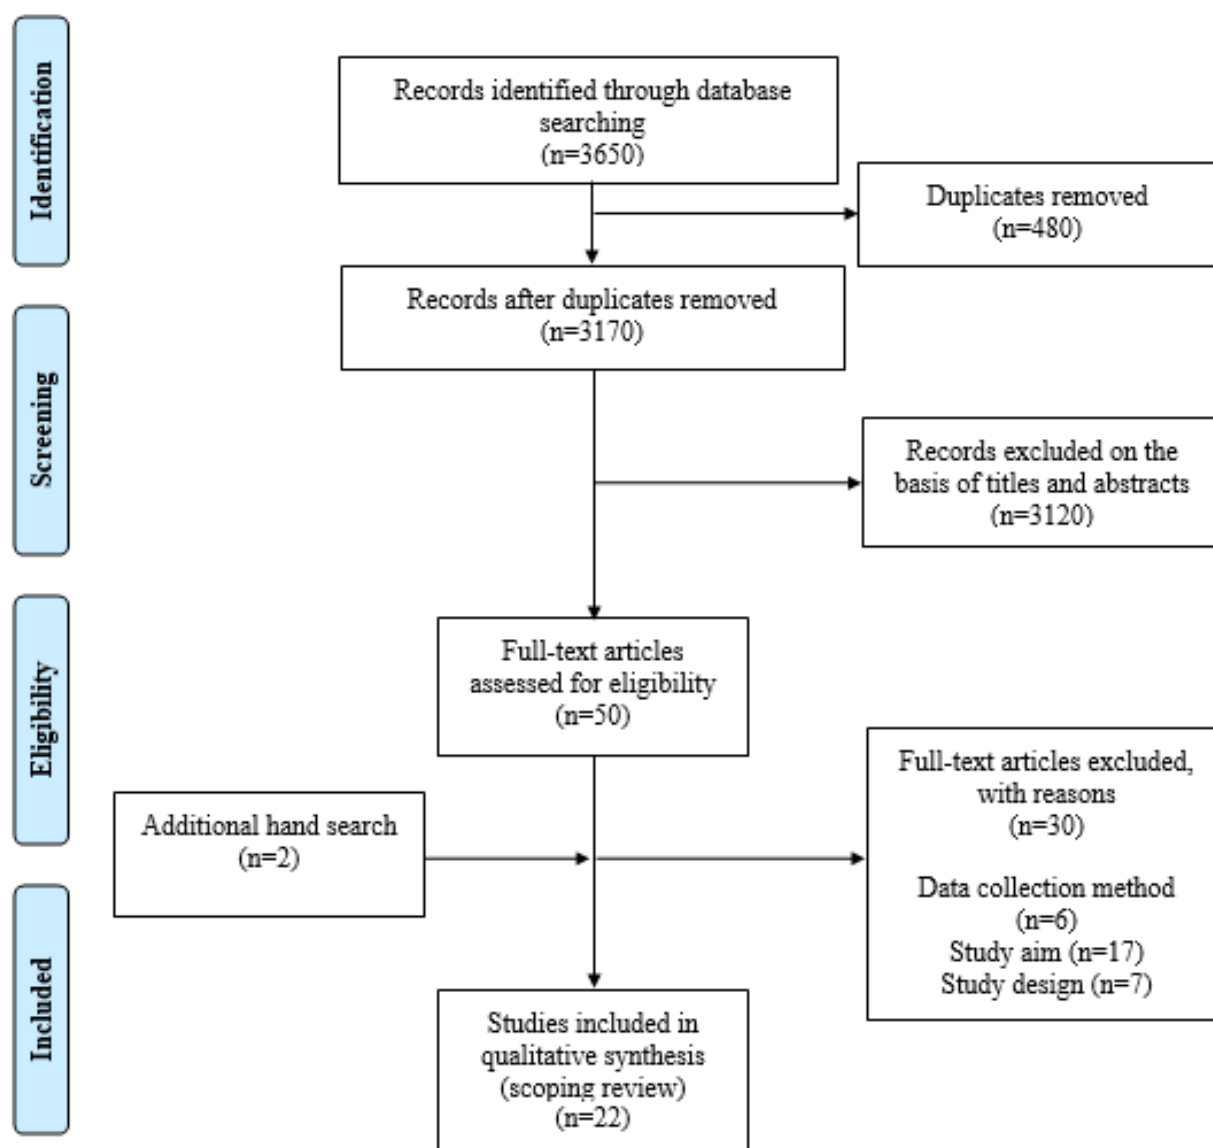 Identification
Records identified through database
searching
(n=3650)
Duplicates removed
(n=480)
Records after duplicates removed
(n=3170)
Screening
Records excluded on the
basis of titles and abstracts
(n=3120)
Eligibility
Full-text articles
assessed for eligibility
(n=50)
Full-text articles excluded,
with reasons
(n=30)
Data collection method
(n=6)
Study aim (n=17)
Study design (n=7)
Additional hand search
(n=2)
Included
Studies included in
qualitative synthesis
(scoping review)
(n=22)